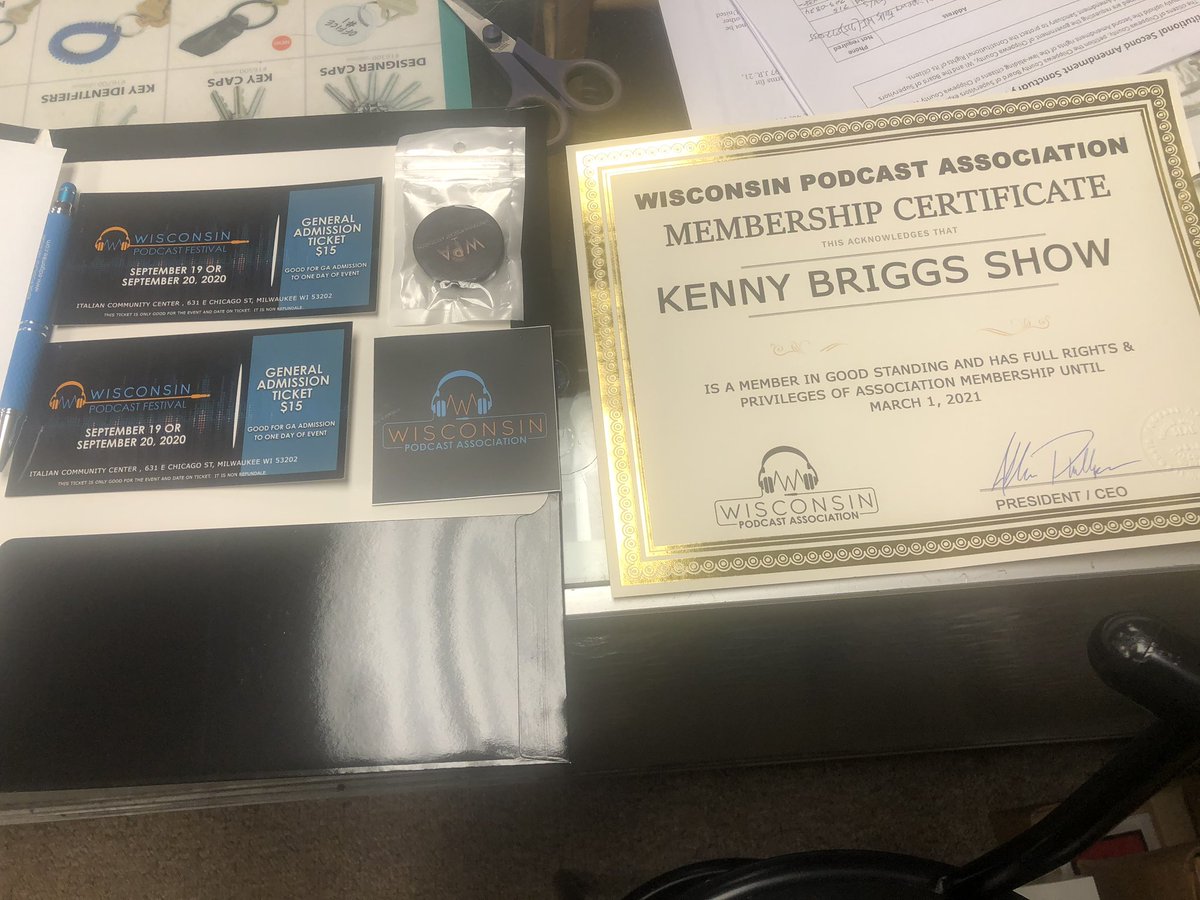 KEY IDENTIFIERS
KEY CAPS
DESIGNER CAPS
WISCONSIN
PODCAST FESTIVAL
SEPTEMBER 19 OR
SEPTEMBER 20, 2020
GENERAL
ADMISSION
TICKET
$15
GOOD FOR GA ADMISSION
TO ONE DAY OF EVENT
ITALIAN COMMUNITY CENTER , 631 E CHICAGO ST, MILWAUKEE WI 53202
THIS TICKET IS ONLY GOOD FOR THE EVENT AND DATE ON TICKET. IT IS NON REFUNDALE.
WISCONSIN
PODCAST FESTIVAL
SEPTEMBER 19 OR
SEPTEMBER 20, 2020
GENERAL
ADMISSION
TICKET
$15
GOOD FOR GA ADMISSION
TO ONE DAY OF EVENT
ITALIAN COMMUNITY CENTER , 631 E CHICAGO ST, MILWAUKEE WI 53202
THIS TICKET IS ONLY GOOD FOR THE EVENT AND DATE ON TICKET. IT IS NON REFUNDALE.
WPA
WISCONSIN
PODCAST ASSOCIATION
Address
Phone
Not required
WISCONSIN PODCAST ASSOCIATION
MEMBERSHIP CERTIFICATE
THIS ACKNOWLEDGES THAT
KENNY BRIGGS SHOW
IS A MEMBER IN GOOD STANDING AND HAS FULL RIGHTS &
PRIVILEGES OF ASSOCIATION MEMBERSHIP UNTIL
MARCH 1, 2021
WISCONSIN
PODCAST ASSOCIATION
PRESIDENT / CEO